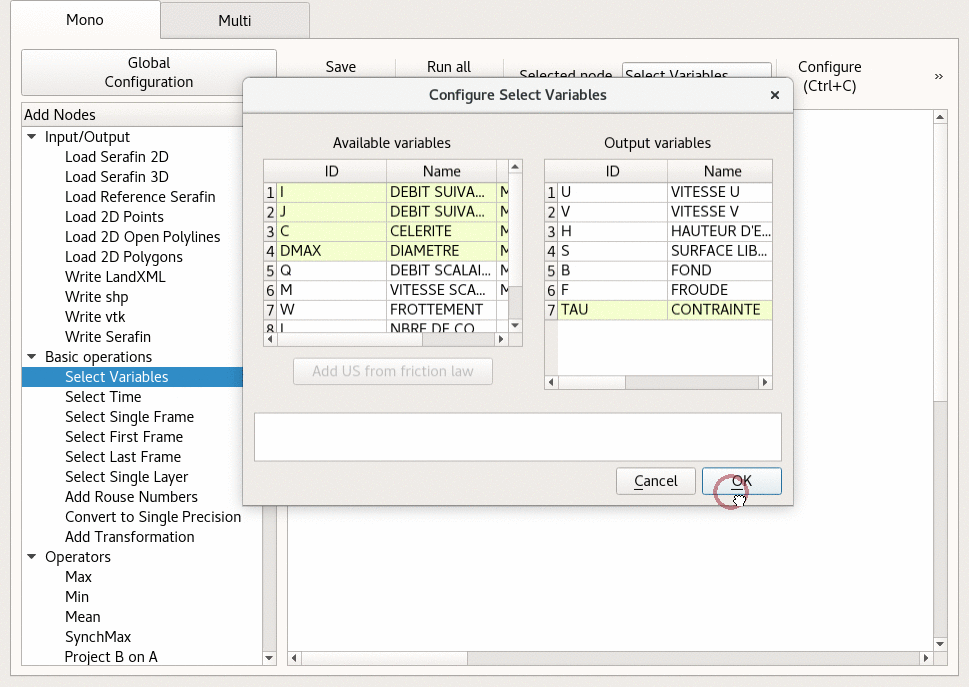 Mono
Multi
Global
Configuration
Save
Run all
Selected node
Select Variables
Configure
(Ctrl+C)
»
Add Nodes
Input/Output
Load Serafin 2D
Load Serafin 3D
Load Reference Serafin
Load 2D Points
Load 2D Open Polylines
Load 2D Polygons
Write LandXML
Write shp
Write vtk
Write Serafin
Basic operations
Select Variables
Select Time
Select Single Frame
Select First Frame
Select Last Frame
Select Single Layer
Add Rouse Numbers
Convert to Single Precision
Add Transformation
Operators
Max
Min
Mean
SynchMax
Project B on A
Configure Select Variables
Available variables
ID Name
1 I DEBIT SUIVA... M
2 J DEBIT SUIVA... M
3 C CELERITE M
4 DMAX DIAMETRE M
5 Q DEBIT SCALAI... M
6 M VITESSE SCA... M
7 W FROTTEMENT
8 L NBRE DE CO
Add US from friction law
Output variables
ID Name
1 U VITESSE U
2 V VITESSE V
3 H HAUTEUR D'E...
4 S SURFACE LIB...
5 B FOND
6 F FROUDE
7 TAU CONTRAINTE
Cancel
OK